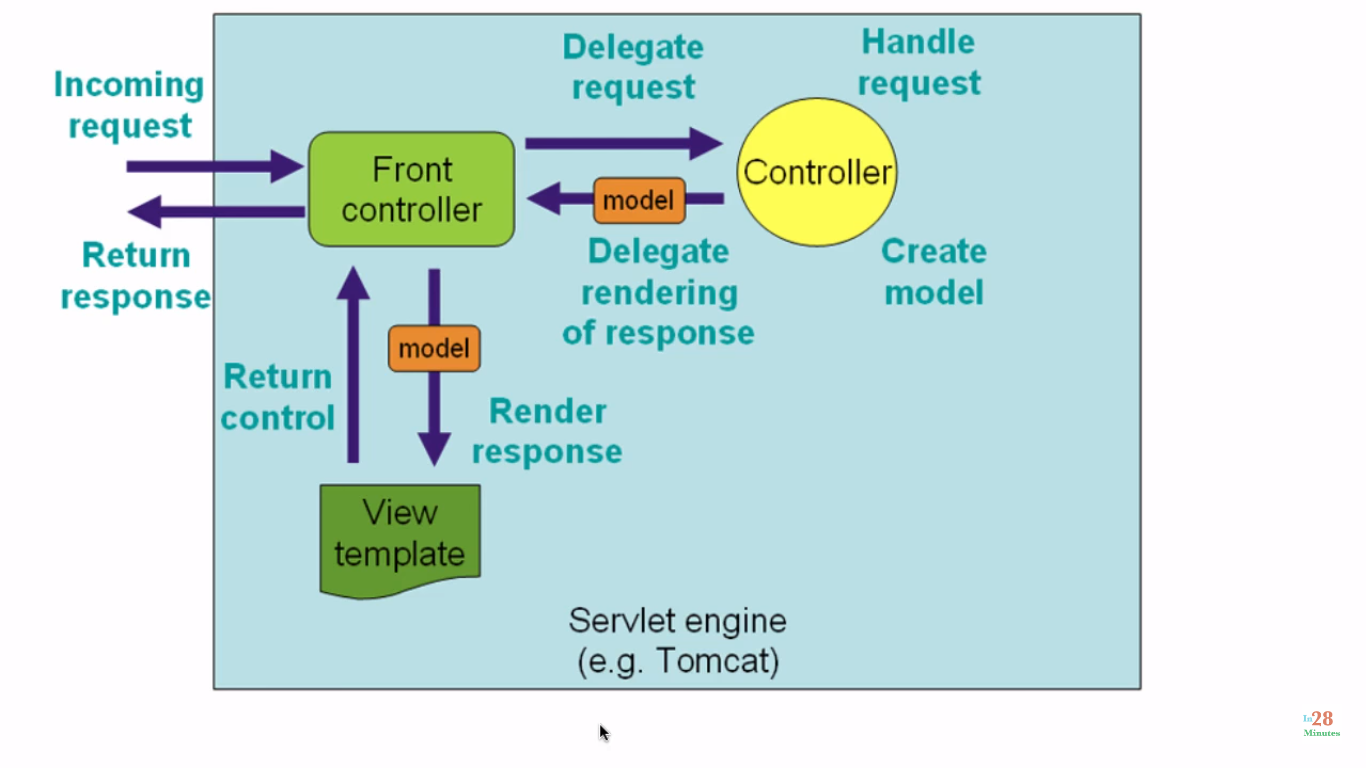 Incoming
request
Delegate
request
Handle
request
Front
controller
Controller
model
Return
response
Delegate
rendering
of response
Create
model
model
Return
control
Render
response
View
template
Servlet engine
(e.g. Tomcat)
In28
Minutes